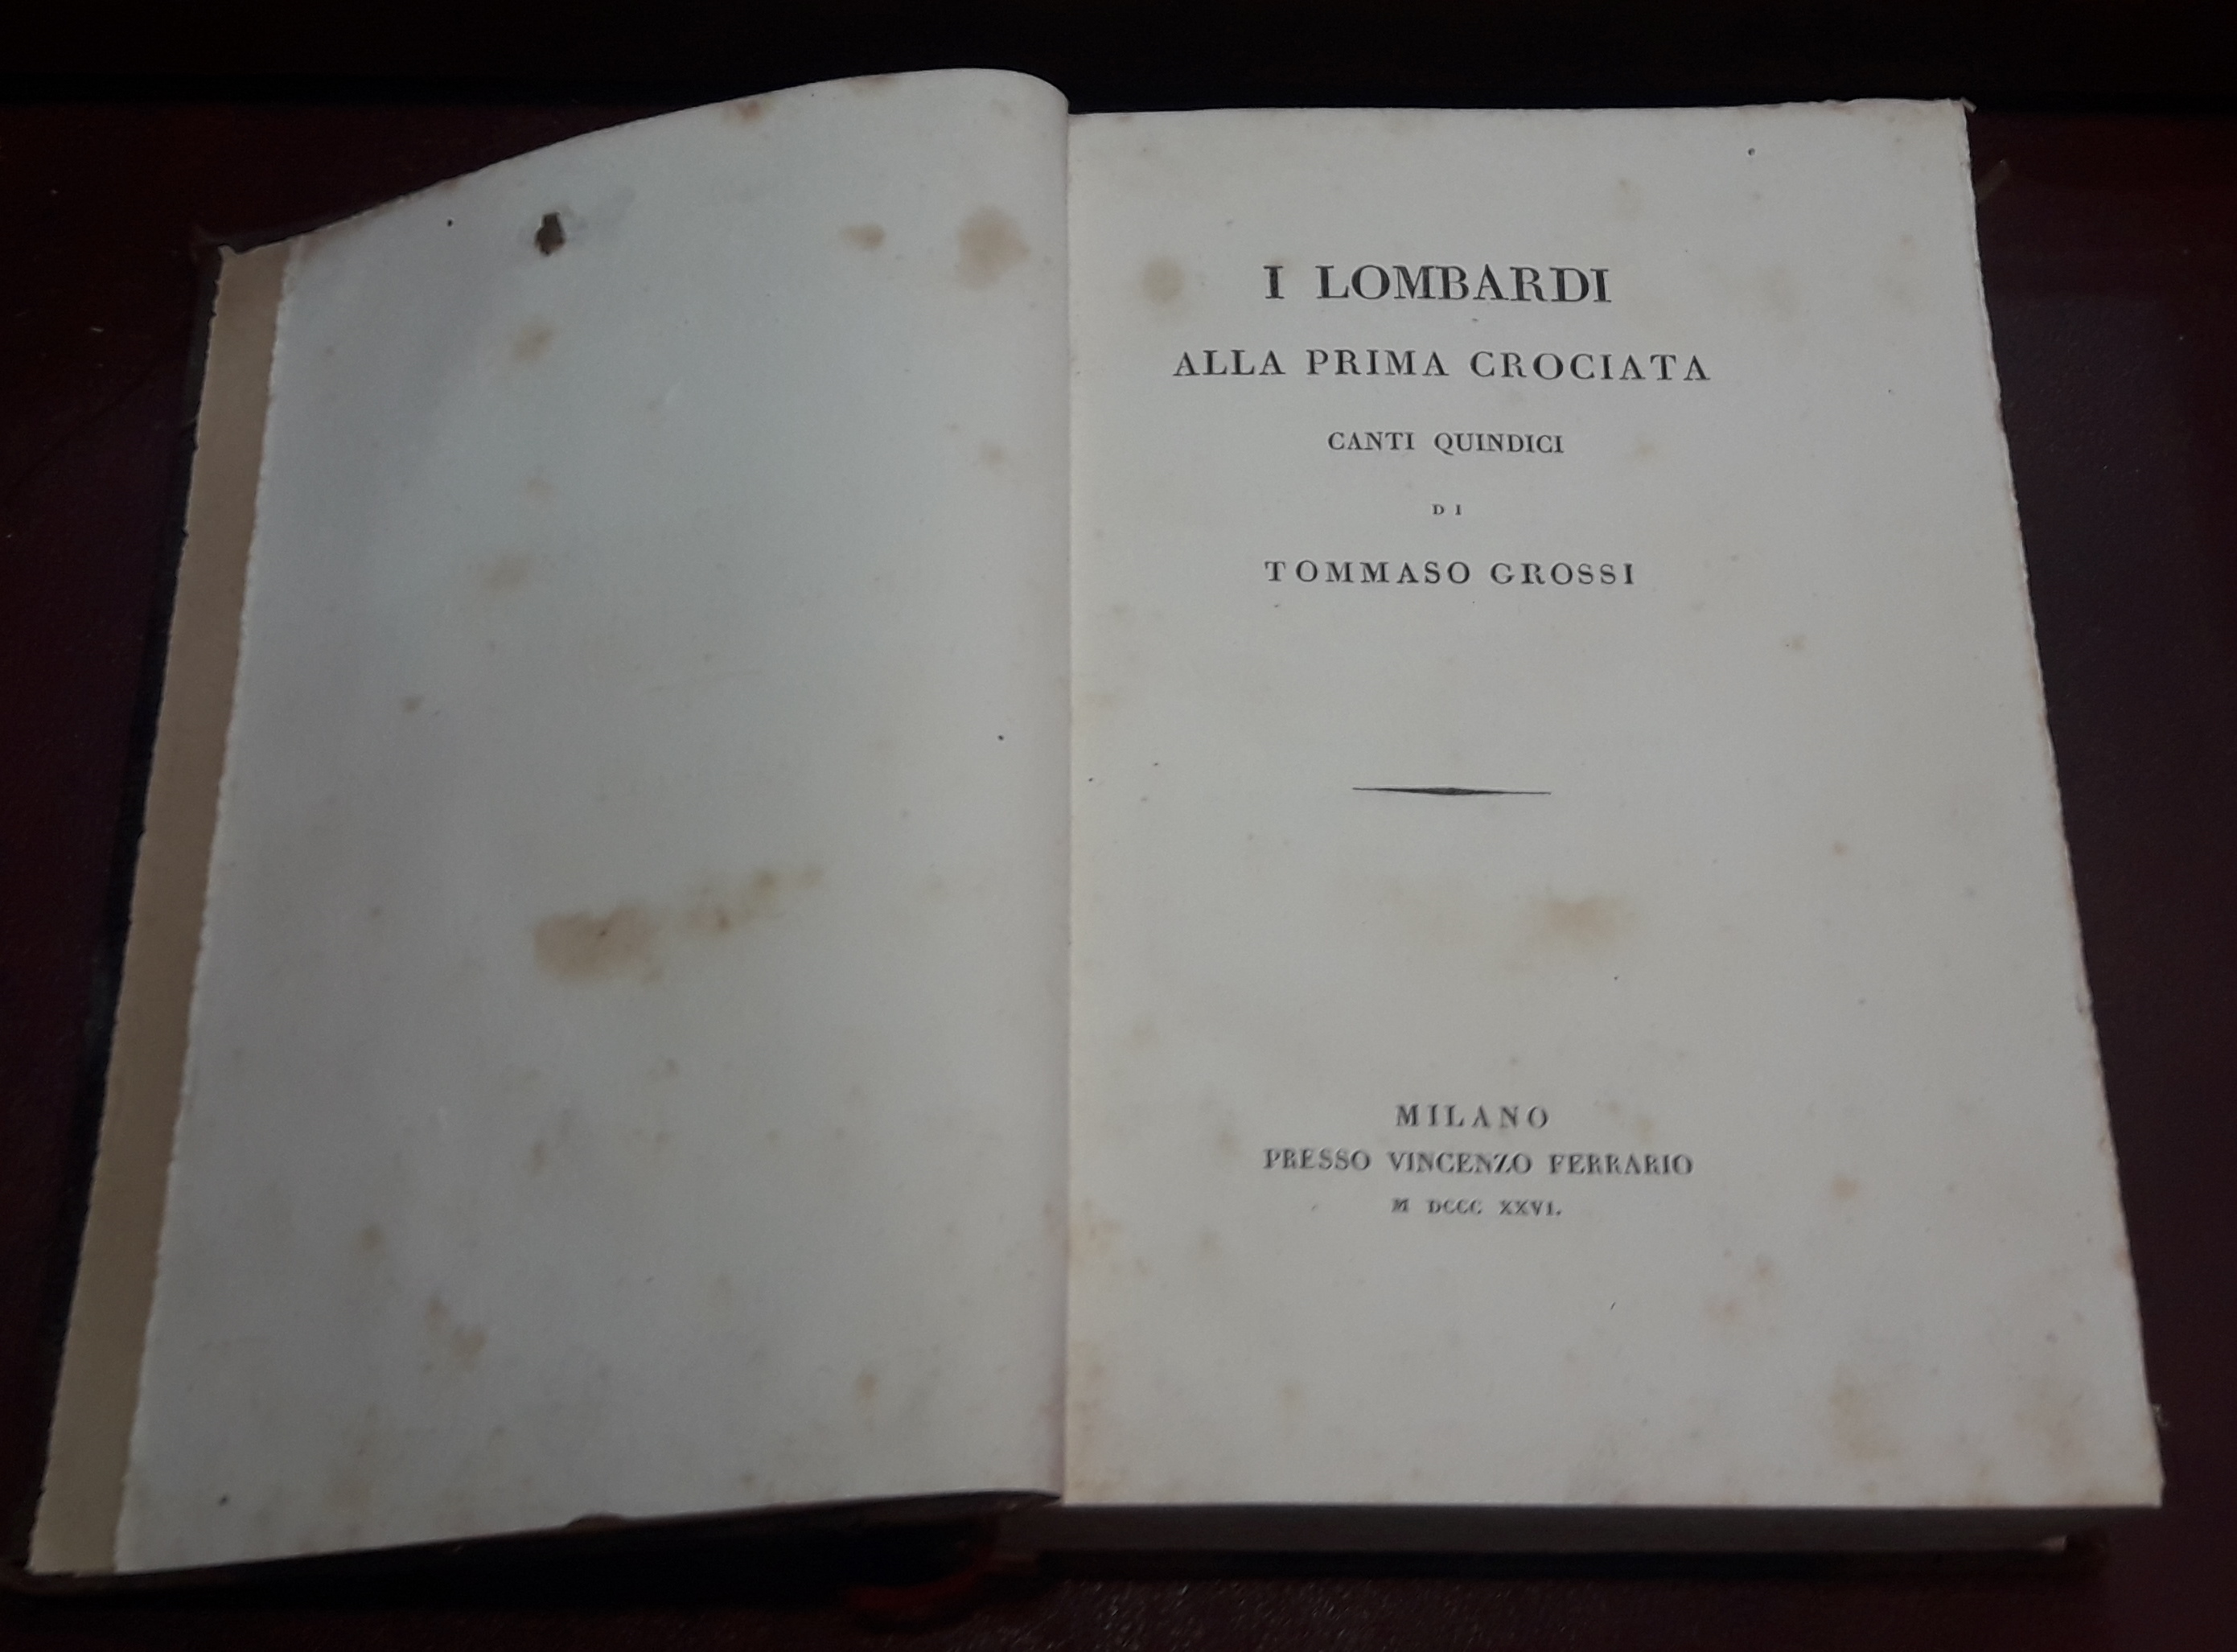 I LOMBARDI
ALLA PRIMA CROCIATA
CANTI QUINDICI
DI
TOMMASO GROSSI
MILANO
PRESSO VINCENZO FERRARIO
M DCCC XXVI.